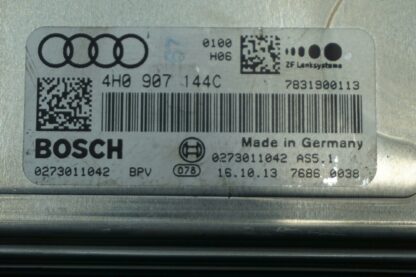 67 0100
H06
ZF Lenksysteme
4H0 907 144C 7831900113
BOSCH Made in Germany
0273011042 AS5.1
0273011042 BPV 078 16.10.13 7686 0038